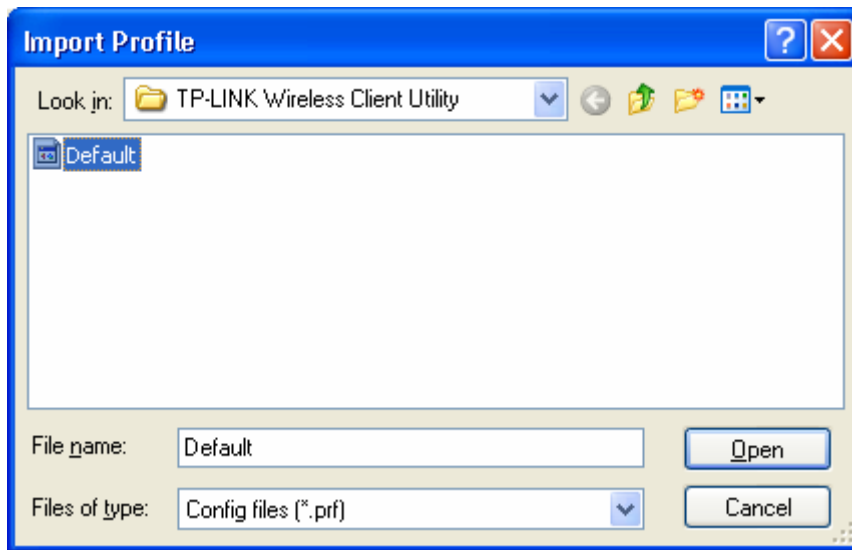 Import Profile
Look in: TP-LINK Wireless Client Utility
Default
File name: Default Open
Files of type: Config files (*.prf) Cancel